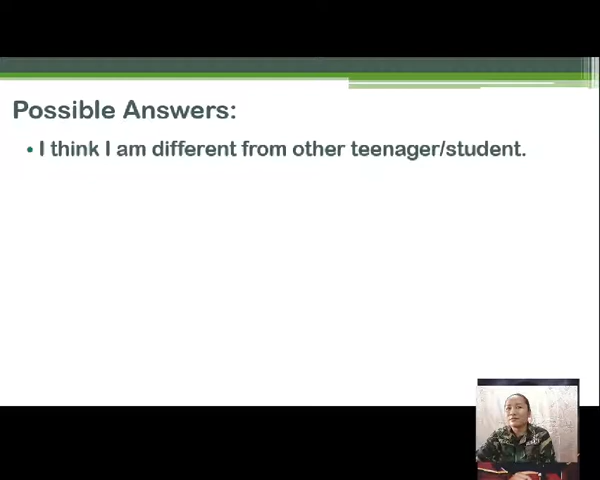 Possible Answers:
• I think I am different from other teenager/student.